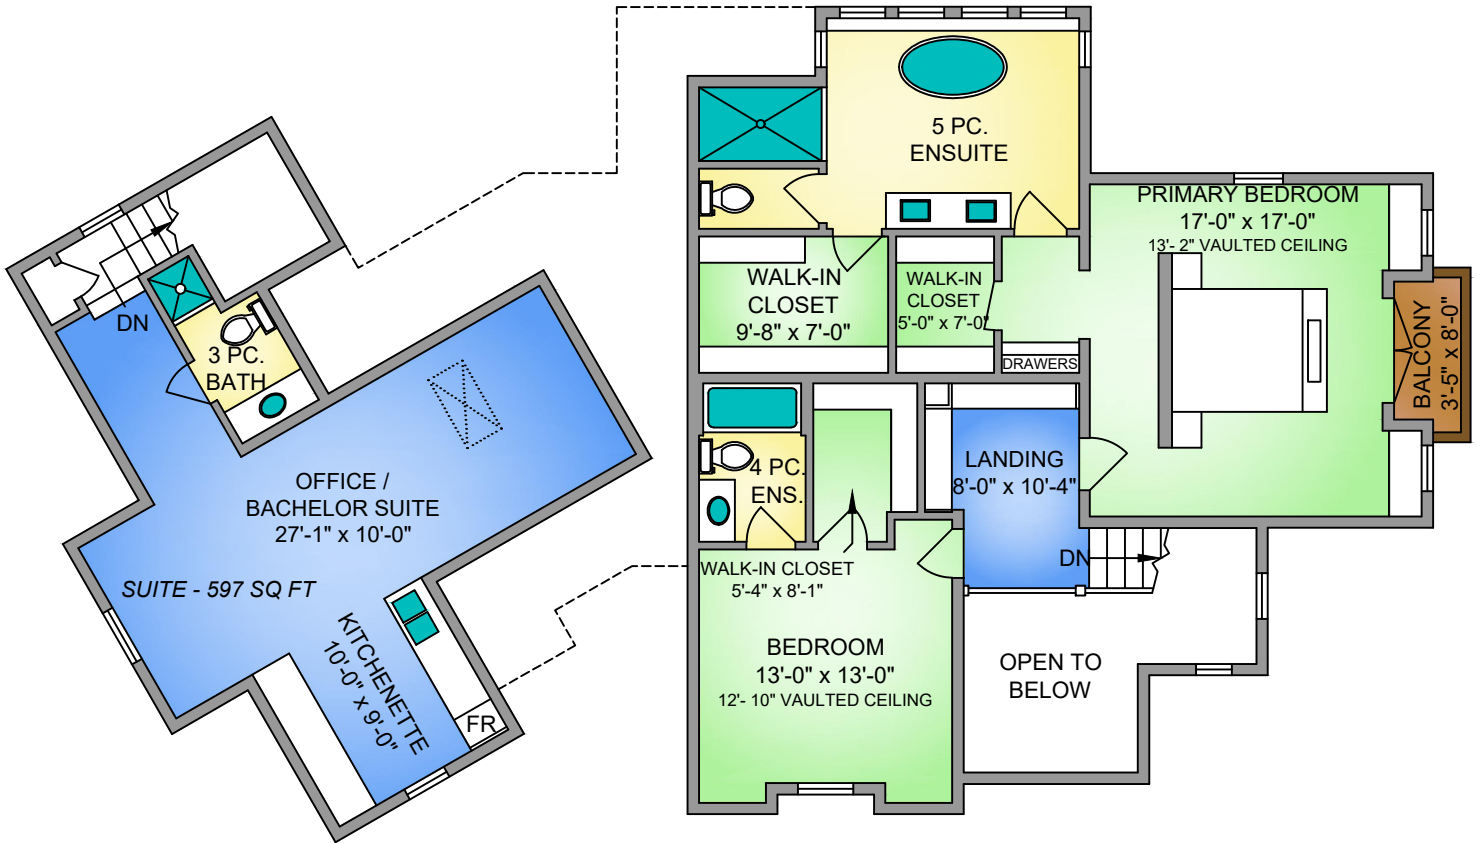 5 PC.
ENSUITE
PRIMARY BEDROOM
17'-0" x 17'-0"
13'- 2" VAULTED CEILING
WALK-IN
CLOSET
9'-8" x 7'-0"
WALK-IN
CLOSET
5'-0" x 7'-0"
DRAWERS
BALCONY
3'-5" x 8'-0"
DN
3 PC.
BATH
OFFICE /
BACHELOR SUITE
27'-1" x 10'-0"
SUITE - 597 SQ FT
KITCHENETTE
10'-0" x 9'-0"
FR
4 PC.
ENS.
LANDING
8'-0" x 10'-4"
DN
WALK-IN CLOSET
5'-4" x 8'-1"
BEDROOM
13'-0" x 13'-0"
12'- 10" VAULTED CEILING
OPEN TO
BELOW